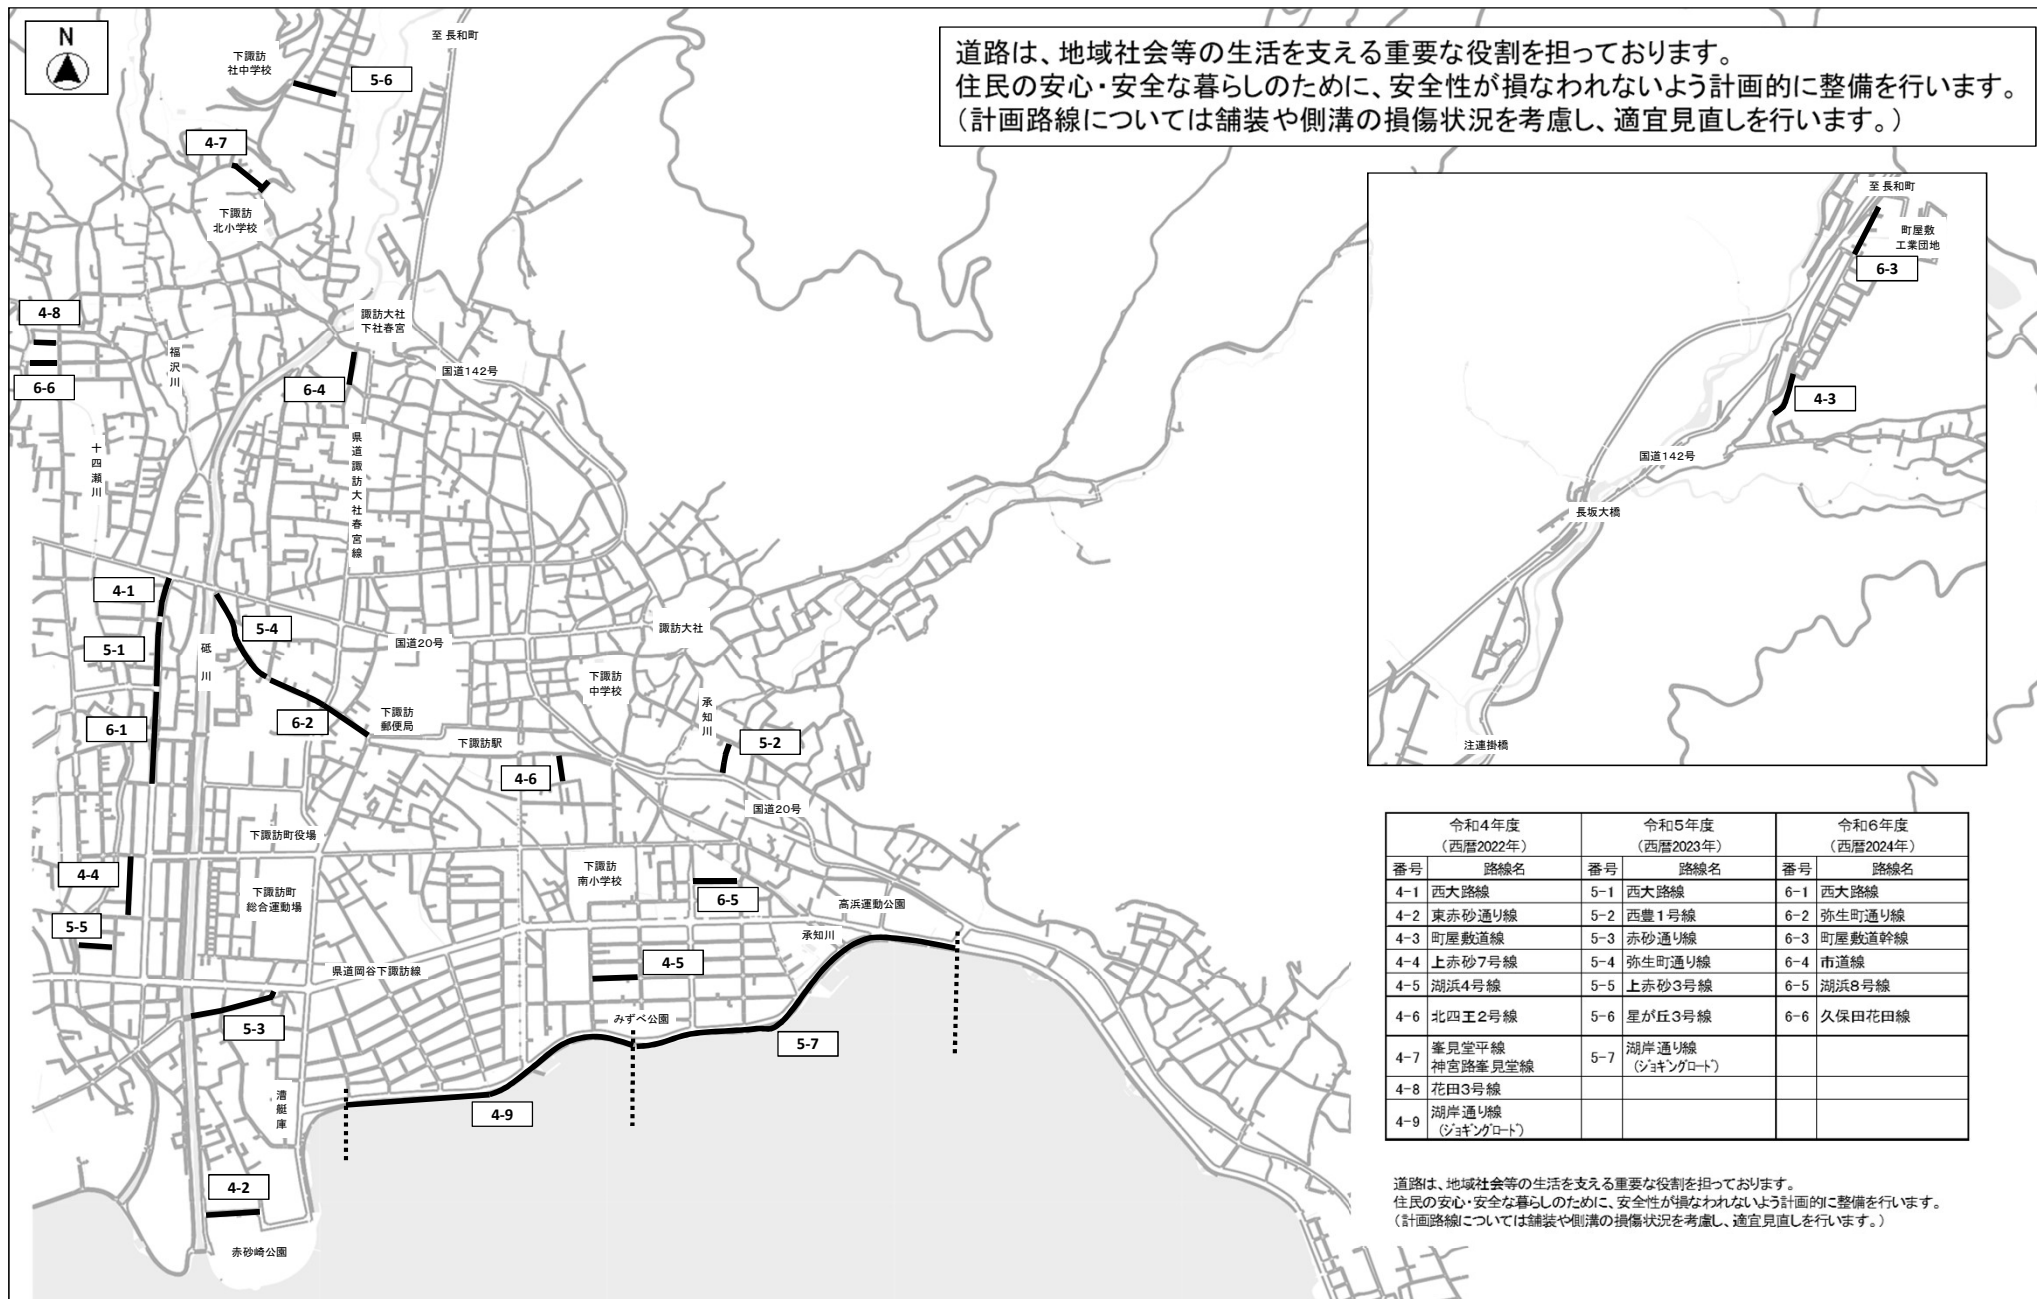 N
道路は、地域社会等の生活を支える重要な役割を担っております。
住民の安心・安全な暮らしのために、安全性が損なわれないよう計画的に整備を行います。
（計画路線については舗装や側溝の損傷状況を考慮し、適宜見直しを行います。）
至 長和町
下諏訪
社中学校
5-6
4-7
下諏訪
北小学校
4-8
6-6
福沢川
諏訪大社
下社春宮
6-4
国道142号
県道諏訪大社春宮線
十四瀬川
4-1
5-1
5-4
砥川
国道20号
諏訪大社
下諏訪
中学校
承知川
6-1
6-2
下諏訪
郵便局
下諏訪駅
5-2
4-6
国道20号
下諏訪町役場
4-4
下諏訪町
総合運動場
下諏訪
南小学校
6-5
高浜運動公園
5-5
承知川
4-5
県道岡谷下諏訪線
5-3
みずべ公園
5-7
漕艇庫
4-9
4-2
赤砂崎公園
至 長和町
町屋敷
工業団地
6-3
4-3
国道142号
長坂大橋
注連掛橋
令和4年度 令和5年度 令和6年度
（西暦2022年） （西暦2023年） （西暦2024年）
番号 路線名 番号 路線名 番号 路線名
4-1 西大路線 5-1 西大路線 6-1 西大路線
4-2 東赤砂通り線 5-2 西豊1号線 6-2 弥生町通り線
4-3 町屋敷道線 5-3 赤砂通り線 6-3 町屋敷道幹線
4-4 上赤砂7号線 5-4 弥生町通り線 6-4 市道線
4-5 湖浜4号線 5-5 上赤砂3号線 6-5 湖浜8号線
4-6 北四王2号線 5-6 星が丘3号線 6-6 久保田花田線
4-7 峯見堂平線 5-7 湖岸通り線
神宮路峯見堂線 （ジョギングロード）
4-8 花田3号線
4-9 湖岸通り線
（ジョギングロード）
道路は、地域社会等の生活を支える重要な役割を担っております。
住民の安心・安全な暮らしのために、安全性が損なわれないよう計画的に整備を行います。
（計画路線については舗装や側溝の損傷状況を考慮し、適宜見直しを行います。）